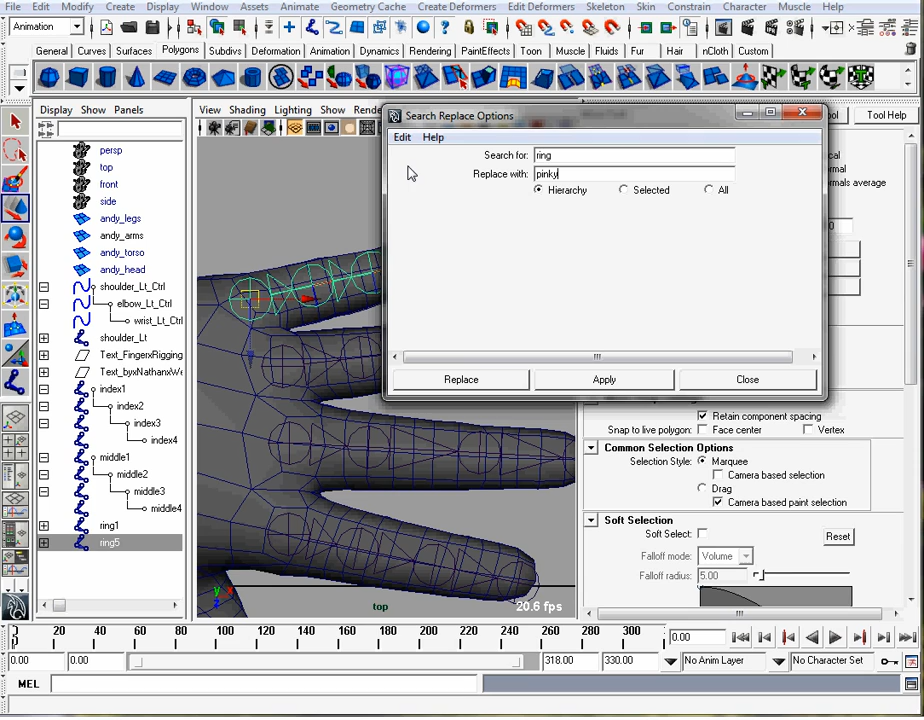 File Edit Modify Create Display Window Assets Animate Geometry Cache Create Deformers Edit Deformers Skeleton Skin Constrain Character Muscle Help
Animation
General Curves Surfaces Polygons Subdivs Deformation Animation Dynamics Rendering PaintEffects Toon Muscle Fluids Fur Hair nCloth Custom
Display Show Panels
View Shading Lighting Show
Search Replace Options
Tool Help
Edit Help
Search for: ring
Replace with: pinky
Hierarchy Selected All
normals average
persp
top
front
side
andy_legs
andy_arms
andy_torso
andy_head
shoulder_Lt_Ctrl
elbow_Lt_Ctrl
wrist_Lt_Ctrl
shoulder_Lt
Text_FingerxRigging
index1
index2
index3
index4
middle1
middle2
middle3
middle4
ring1
ring5
Replace Apply Close
Retain component spacing
Snap to live polygon: Face center Vertex
Common Selection Options
Selection Style: Marquee
Camera based selection
Drag
Camera based paint selection
Soft Selection
Soft Select: Reset
Falloff mode: Volume
Falloff radius: 5.00
y x z
top
20.6 fps
20 40 60 80 100 120 140 160 180 200 220 240 260 280 300
0.00
0.00 0.00 318.00 330.00 No Anim Layer No Character Set
MEL